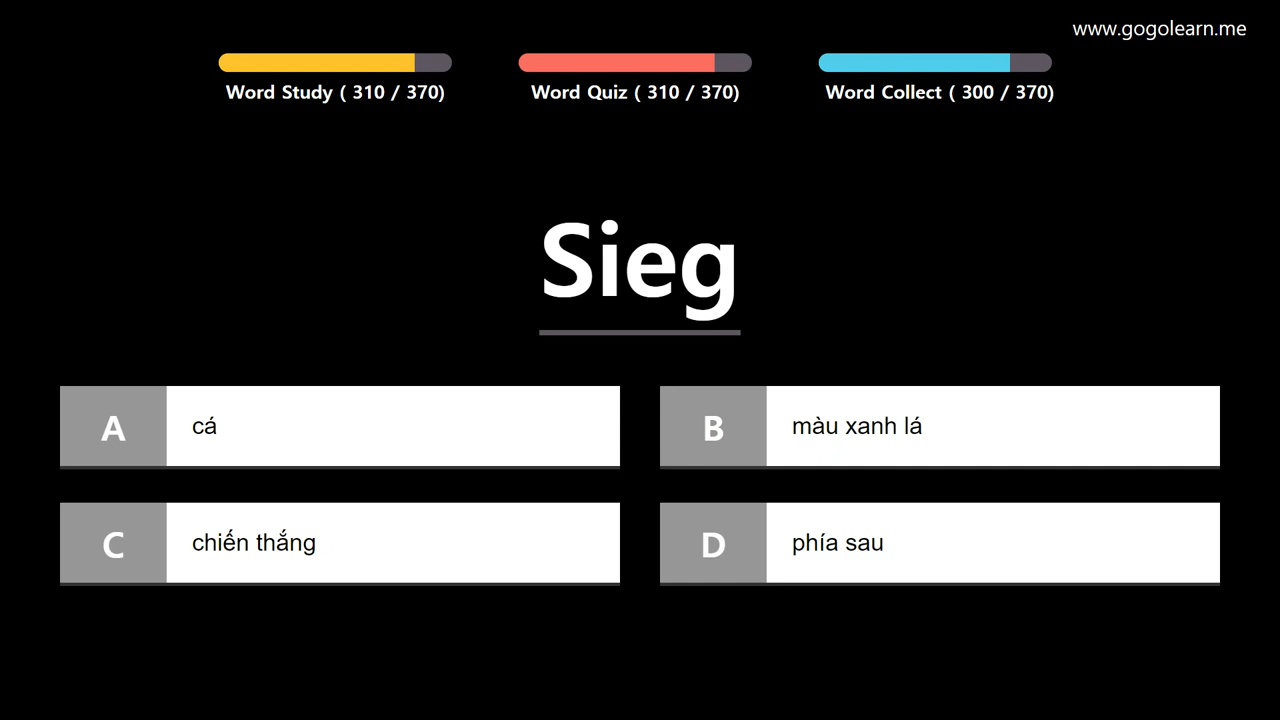 www.gogolearn.me
Word Study ( 310 / 370)
Word Quiz ( 310 / 370)
Word Collect ( 300 / 370)
Sieg
A cá
B màu xanh lá
C chiến thắng
D phía sau